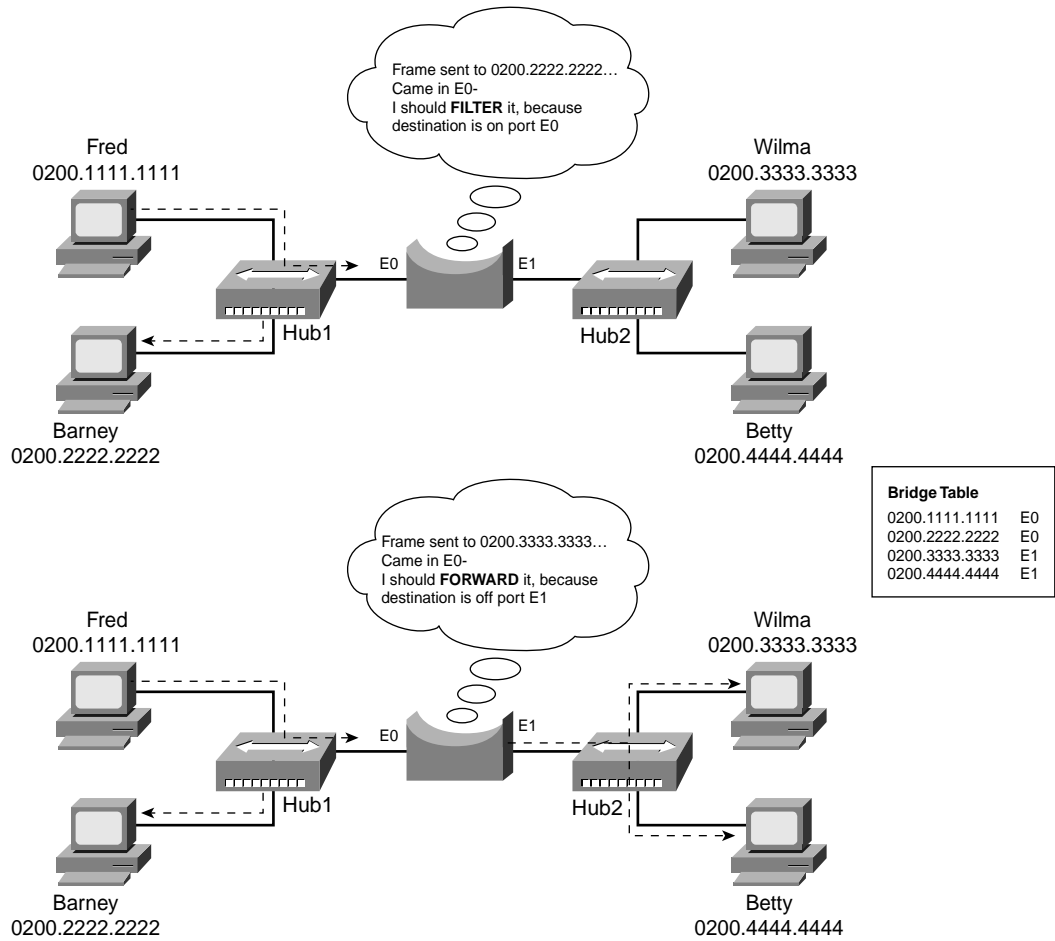 Frame sent to 0200.2222.2222…
Came in E0-
I should FILTER it, because
destination is on port E0
Fred
0200.1111.1111
Wilma
0200.3333.3333
E0
E1
Hub1
Hub2
Barney
0200.2222.2222
Betty
0200.4444.4444
Bridge Table
0200.1111.1111 E0
0200.2222.2222 E0
0200.3333.3333 E1
0200.4444.4444 E1
Frame sent to 0200.3333.3333…
Came in E0-
I should FORWARD it, because
destination is off port E1
Fred
0200.1111.1111
Wilma
0200.3333.3333
E0
E1
Hub1
Hub2
Barney
0200.2222.2222
Betty
0200.4444.4444